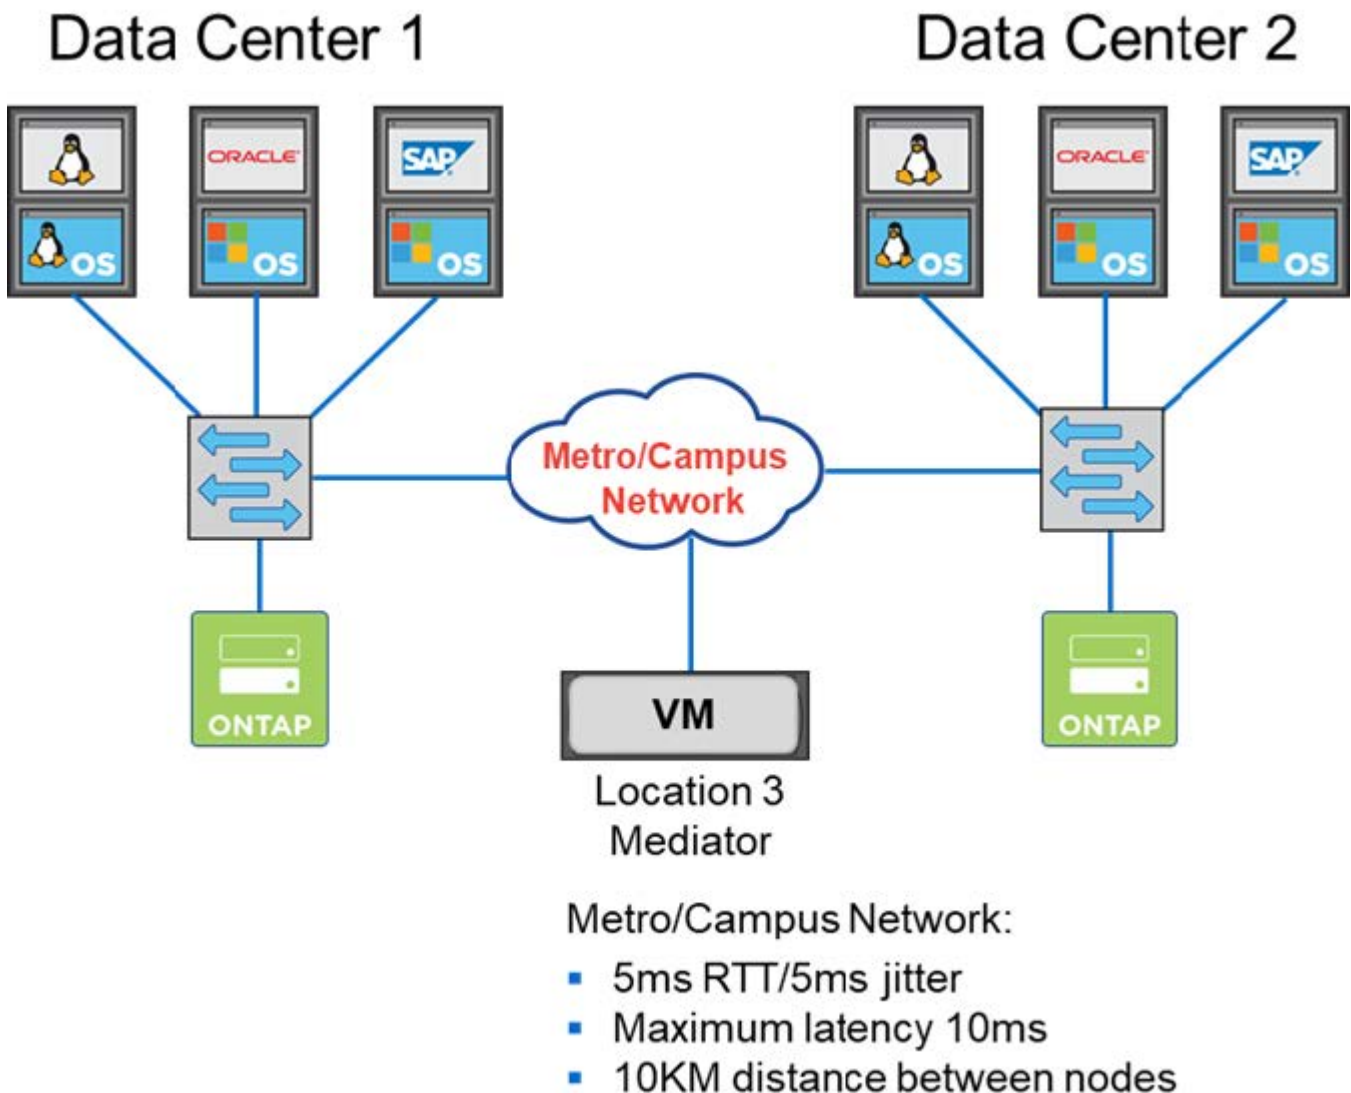 Data Center 1
Data Center 2
ORACLE
SAP
ORACLE
SAP
OS
OS
OS
OS
OS
OS
Metro/Campus
Network
ONTAP
VM
ONTAP
Location 3
Mediator
Metro/Campus Network:
▪ 5ms RTT/5ms jitter
▪ Maximum latency 10ms
▪ 10KM distance between nodes